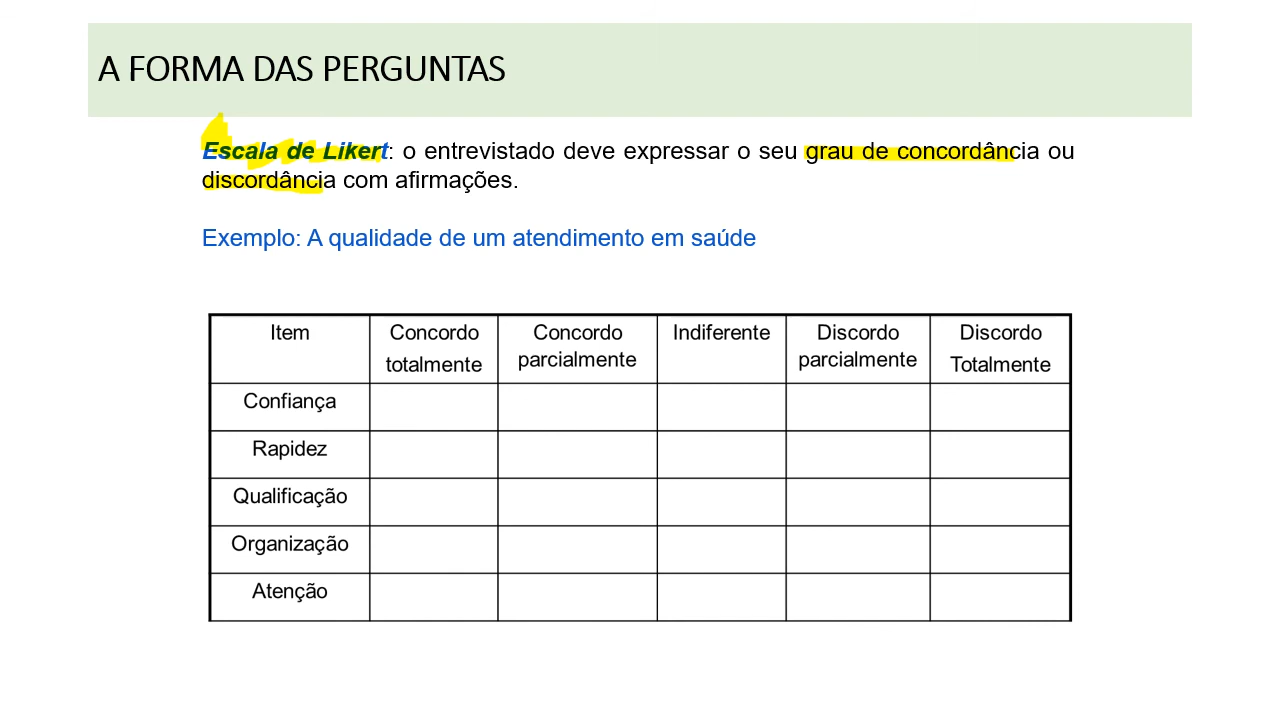 A FORMA DAS PERGUNTAS
Escala de Likert: o entrevistado deve expressar o seu grau de concordância ou
discordância com afirmações.
Exemplo: A qualidade de um atendimento em saúde
Item Concordo totalmente Concordo parcialmente Indiferente Discordo parcialmente Discordo Totalmente
Confiança
Rapidez
Qualificação
Organização
Atenção